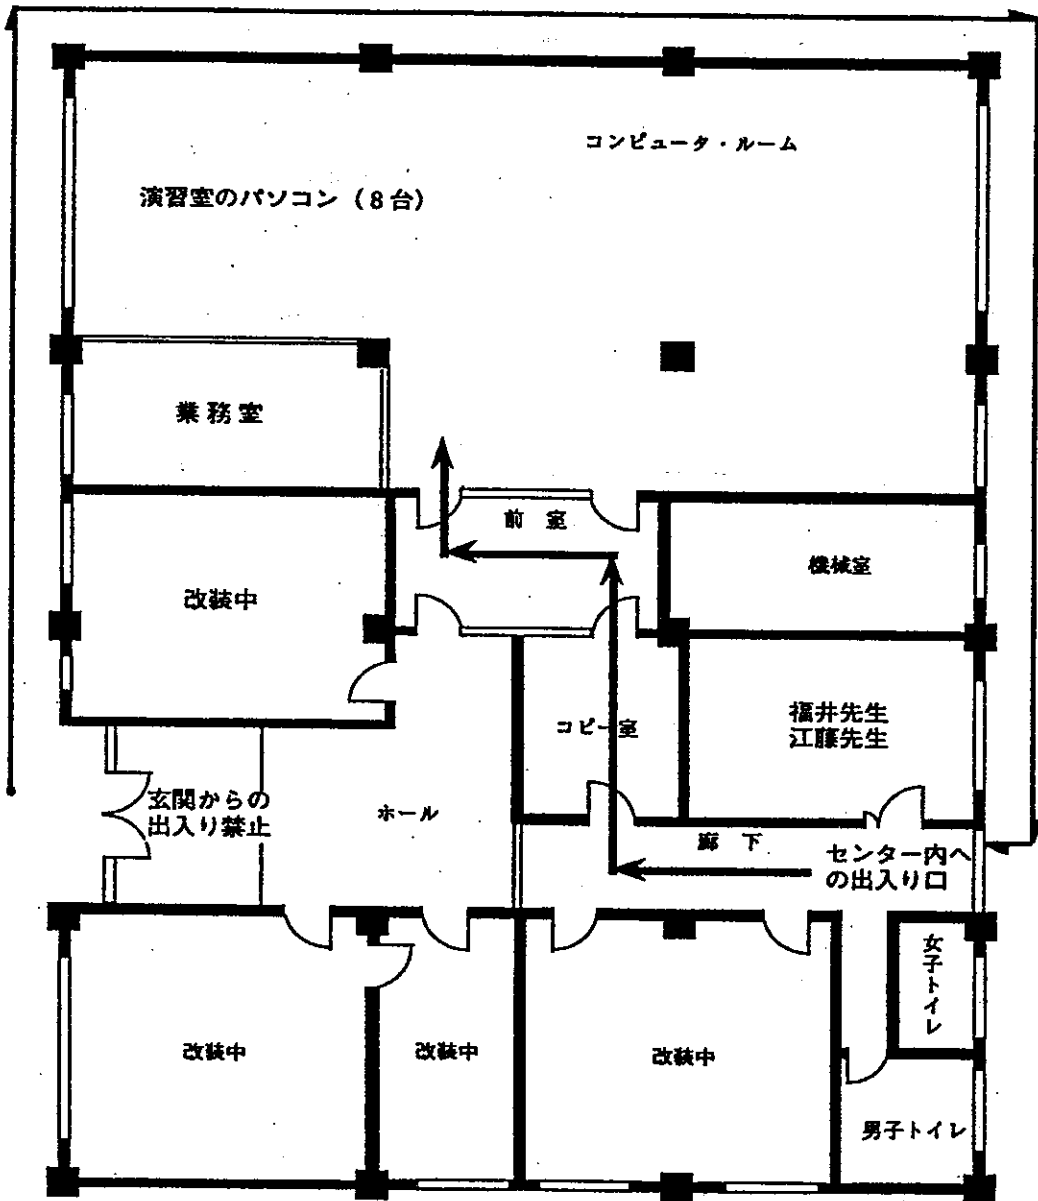 コンピュータ・ルーム
演習室のパソコン（8台）
業務室
前室
機械室
改装中
福井先生
江藤先生
コピー室
玄関からの
出入り禁止
ホール
廊下
センター内へ
の出入り口
女子トイレ
改装中
改装中
改装中
男子トイレ